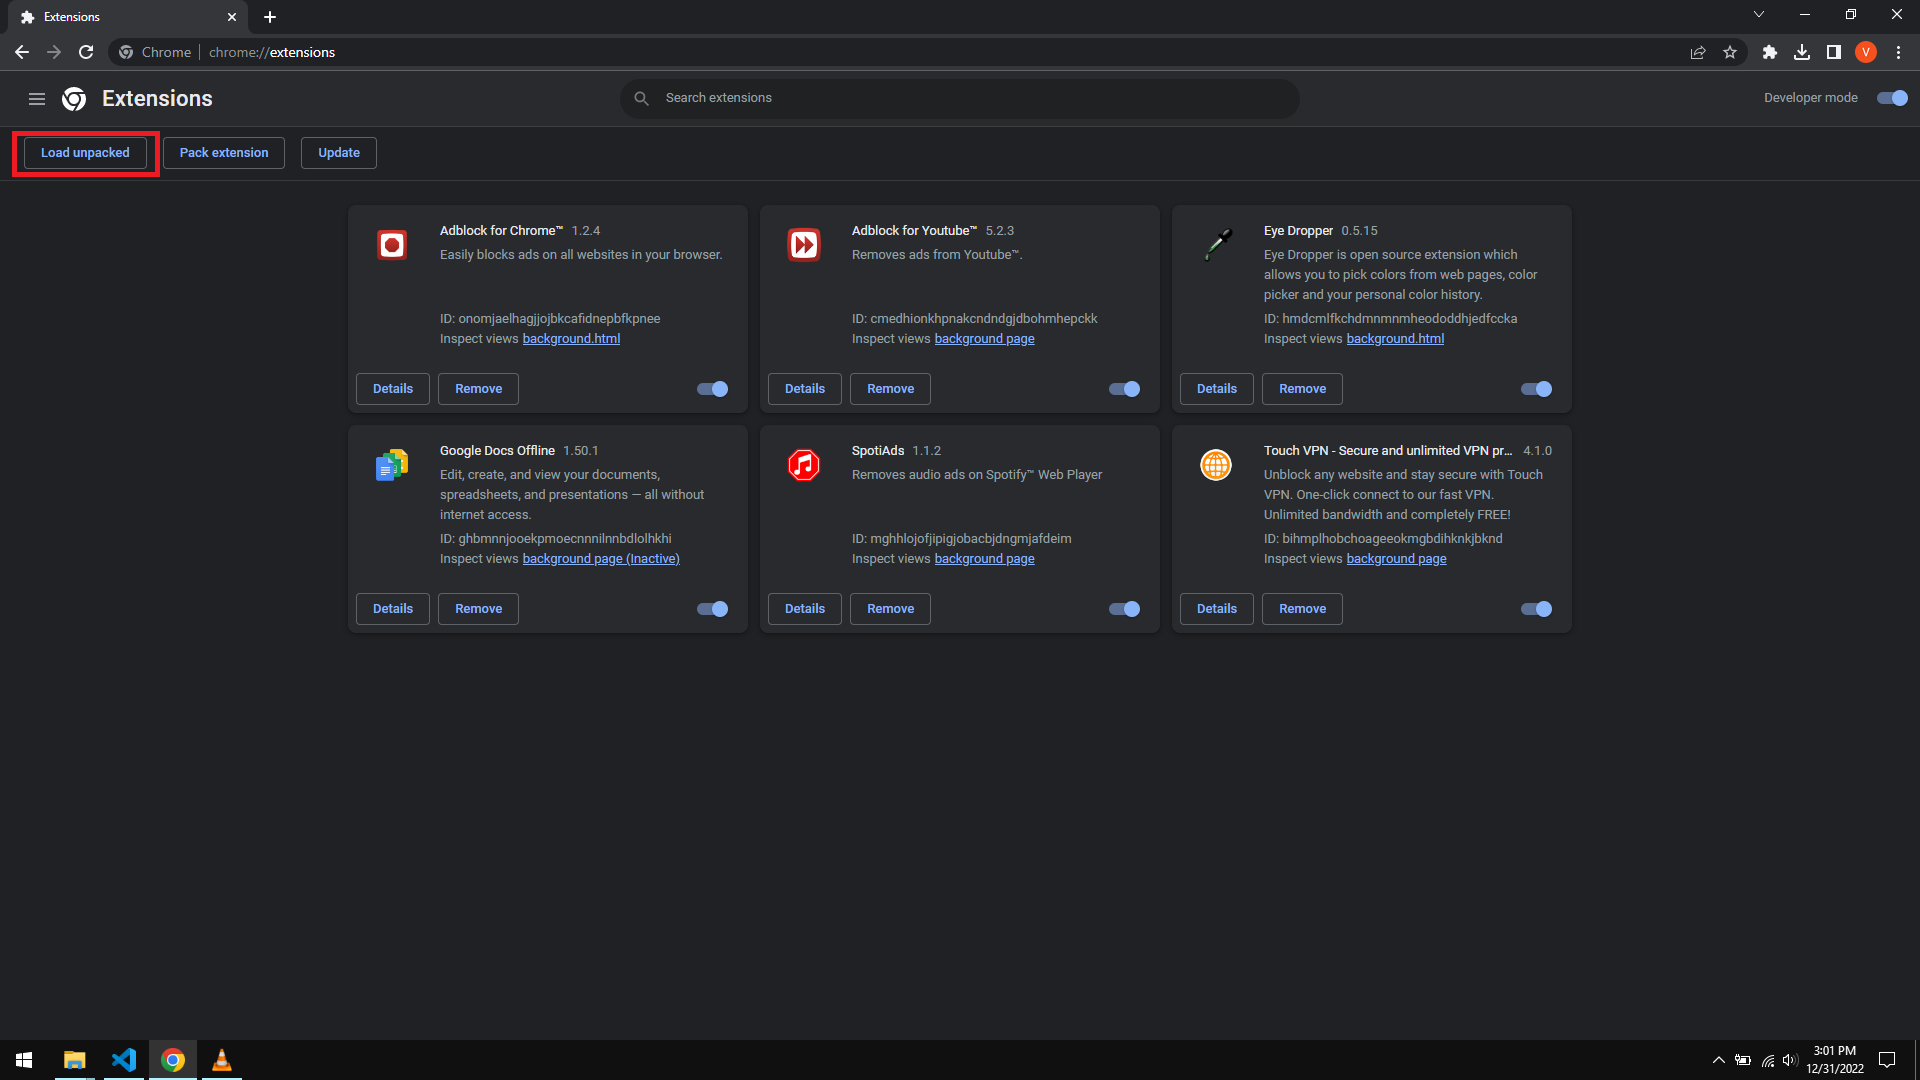 Extensions
Chrome
chrome://extensions
V
Extensions
Search extensions
Developer mode
Load unpacked
Pack extension
Update
Adblock for Chrome™ 1.2.4
Easily blocks ads on all websites in your browser.
ID: onomjaelhagjjojbkcafidnepbfkpnee
Inspect views background.html
Details
Remove
Adblock for Youtube™ 5.2.3
Removes ads from Youtube™.
ID: cmedhionkhpnakcndndgjdbohmhepckk
Inspect views background page
Details
Remove
Eye Dropper 0.5.15
Eye Dropper is open source extension which
allows you to pick colors from web pages, color
picker and your personal color history.
ID: hmdcmlfkchdmnmnmheododdhjedfccka
Inspect views background.html
Details
Remove
Google Docs Offline 1.50.1
Edit, create, and view your documents,
spreadsheets, and presentations — all without
internet access.
ID: ghbmnnjooekpmoecnnnilnnbdlolhkhi
Inspect views background page (Inactive)
Details
Remove
SpotiAds 1.1.2
Removes audio ads on Spotify™ Web Player
ID: mghhlojofjipigjobacbjdngmjafdeim
Inspect views background page
Details
Remove
Touch VPN - Secure and unlimited VPN pr... 4.1.0
Unblock any website and stay secure with Touch
VPN. One-click connect to our fast VPN.
Unlimited bandwidth and completely FREE!
ID: bihmplhobchoageeokmgbdihknkjbknd
Inspect views background page
Details
Remove
3:01 PM
12/31/2022